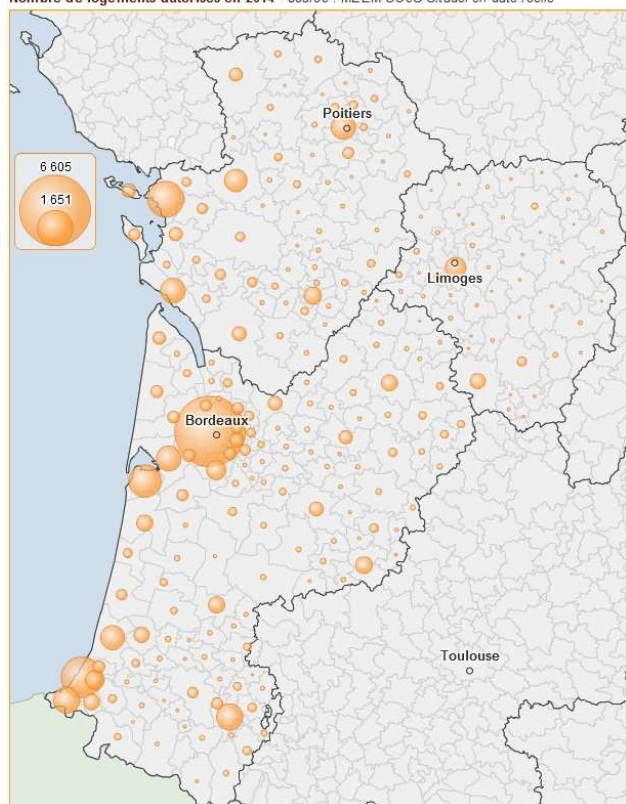 Nombre de logements autorisés en 2014
Poitiers
6 605
1 651
Limoges
Bordeaux
Toulouse